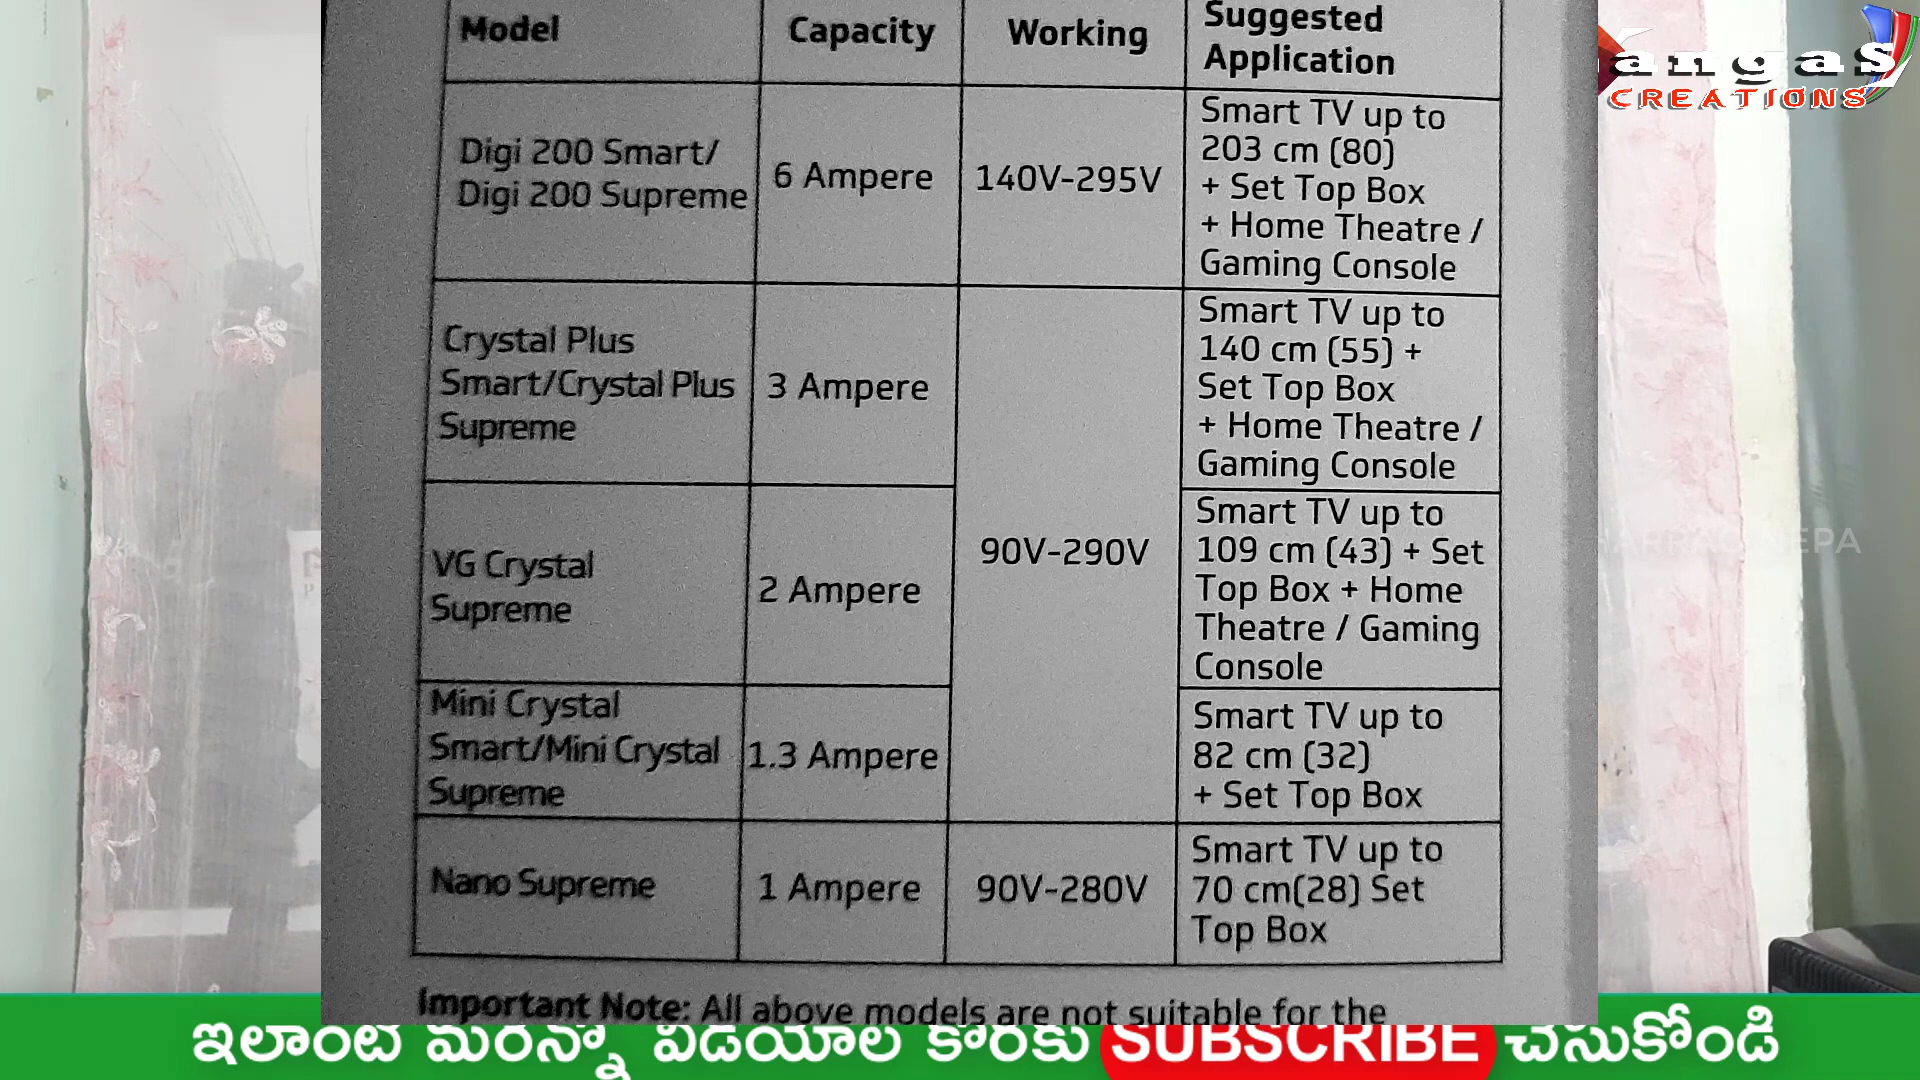 Model
Capacity
Working
Suggested
Application
Digi 200 Smart/
Digi 200 Supreme
6 Ampere
140V-295V
Smart TV up to
203 cm (80)
+ Set Top Box
+ Home Theatre /
Gaming Console
Crystal Plus
Smart/Crystal Plus
Supreme
3 Ampere
90V-290V
Smart TV up to
140 cm (55) +
Set Top Box
+ Home Theatre /
Gaming Console
VG Crystal
Supreme
2 Ampere
Smart TV up to
109 cm (43) + Set
Top Box + Home
Theatre / Gaming
Console
Mini Crystal
Smart/Mini Crystal
Supreme
1.3 Ampere
Smart TV up to
82 cm (32)
+ Set Top Box
Nano Supreme
1 Ampere
90V-280V
Smart TV up to
70 cm(28) Set
Top Box
Important Note: All above models are not suitable for the
angas
CREATIONS
ఇలాంటి మరిన్నో వీడియోల కొరకు SUBSCRIBE చేసుకోండి